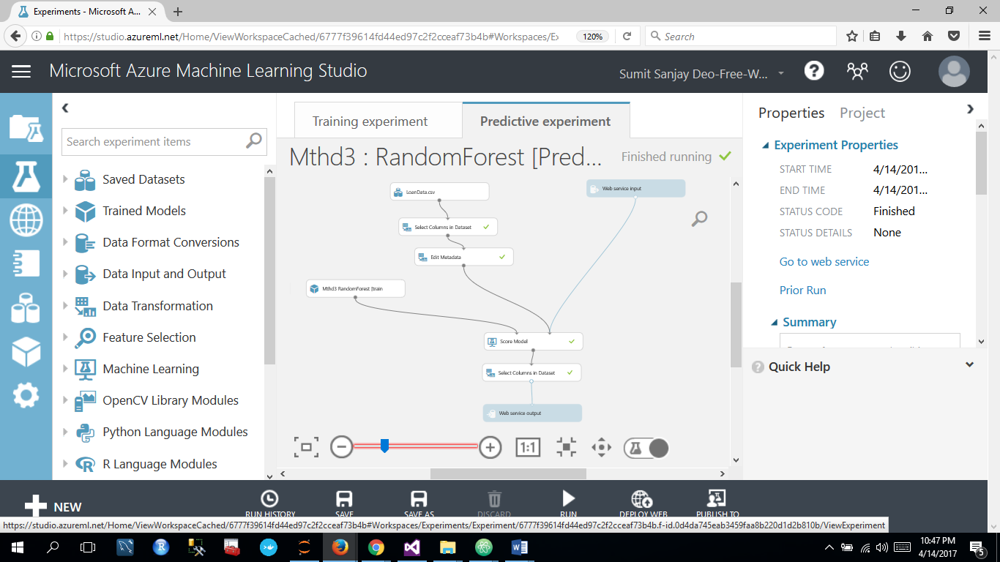 Experiments - Microsoft A...
https://studio.azureml.net/Home/ViewWorkspaceCached/6777f39614fd44ed97c2f2cceaf73b4b#Workspaces/Ex
120%
Search
Microsoft Azure Machine Learning Studio
Sumit Sanjay Deo-Free-W...
Search experiment items
Saved Datasets
Trained Models
Data Format Conversions
Data Input and Output
Data Transformation
Feature Selection
Machine Learning
OpenCV Library Modules
Python Language Modules
R Language Modules
Training experiment
Predictive experiment
Mthd3 : RandomForest [Pred...
Finished running
LoanData.csv
Web service input
Select Columns in Dataset
Edit Metadata
Mthd3 RandomForest [train
Score Model
Select Columns in Dataset
Web service output
1:1
Properties
Project
Experiment Properties
START TIME 4/14/201...
END TIME 4/14/201...
STATUS CODE Finished
STATUS DETAILS None
Go to web service
Prior Run
Summary
Quick Help
NEW
RUN HISTORY
SAVE
SAVE AS
DISCARD
RUN
DEPLOY WEB
PUBLISH TO
https://studio.azureml.net/Home/ViewWorkspaceCached/6777f39614fd44ed97c2f2cceaf73b4b#Workspaces/Experiments/Experiment/6777f39614fd44ed97c2f2cceaf73b4b.f-id.0d4da745eab3459faa8b220d1d2b810b/ViewExperiment
10:47 PM
4/14/2017
5